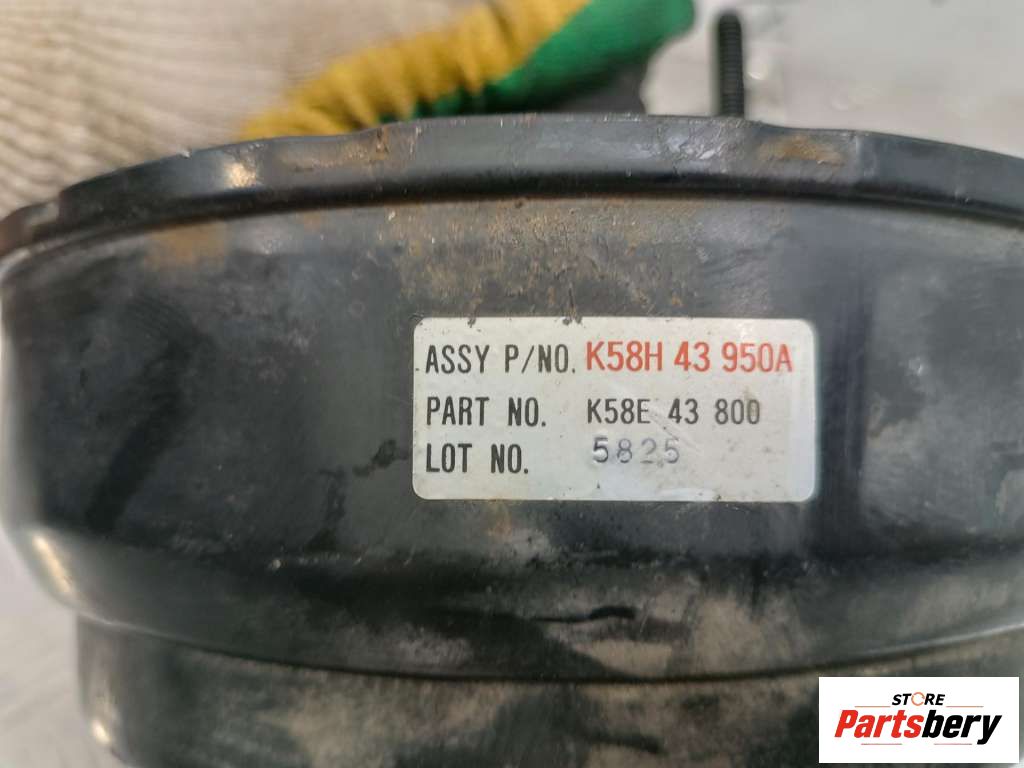 ASSY P/NO. K58H 43 950A
PART NO. K58E 43 800
LOT NO. 5825
STORE
Partsbery